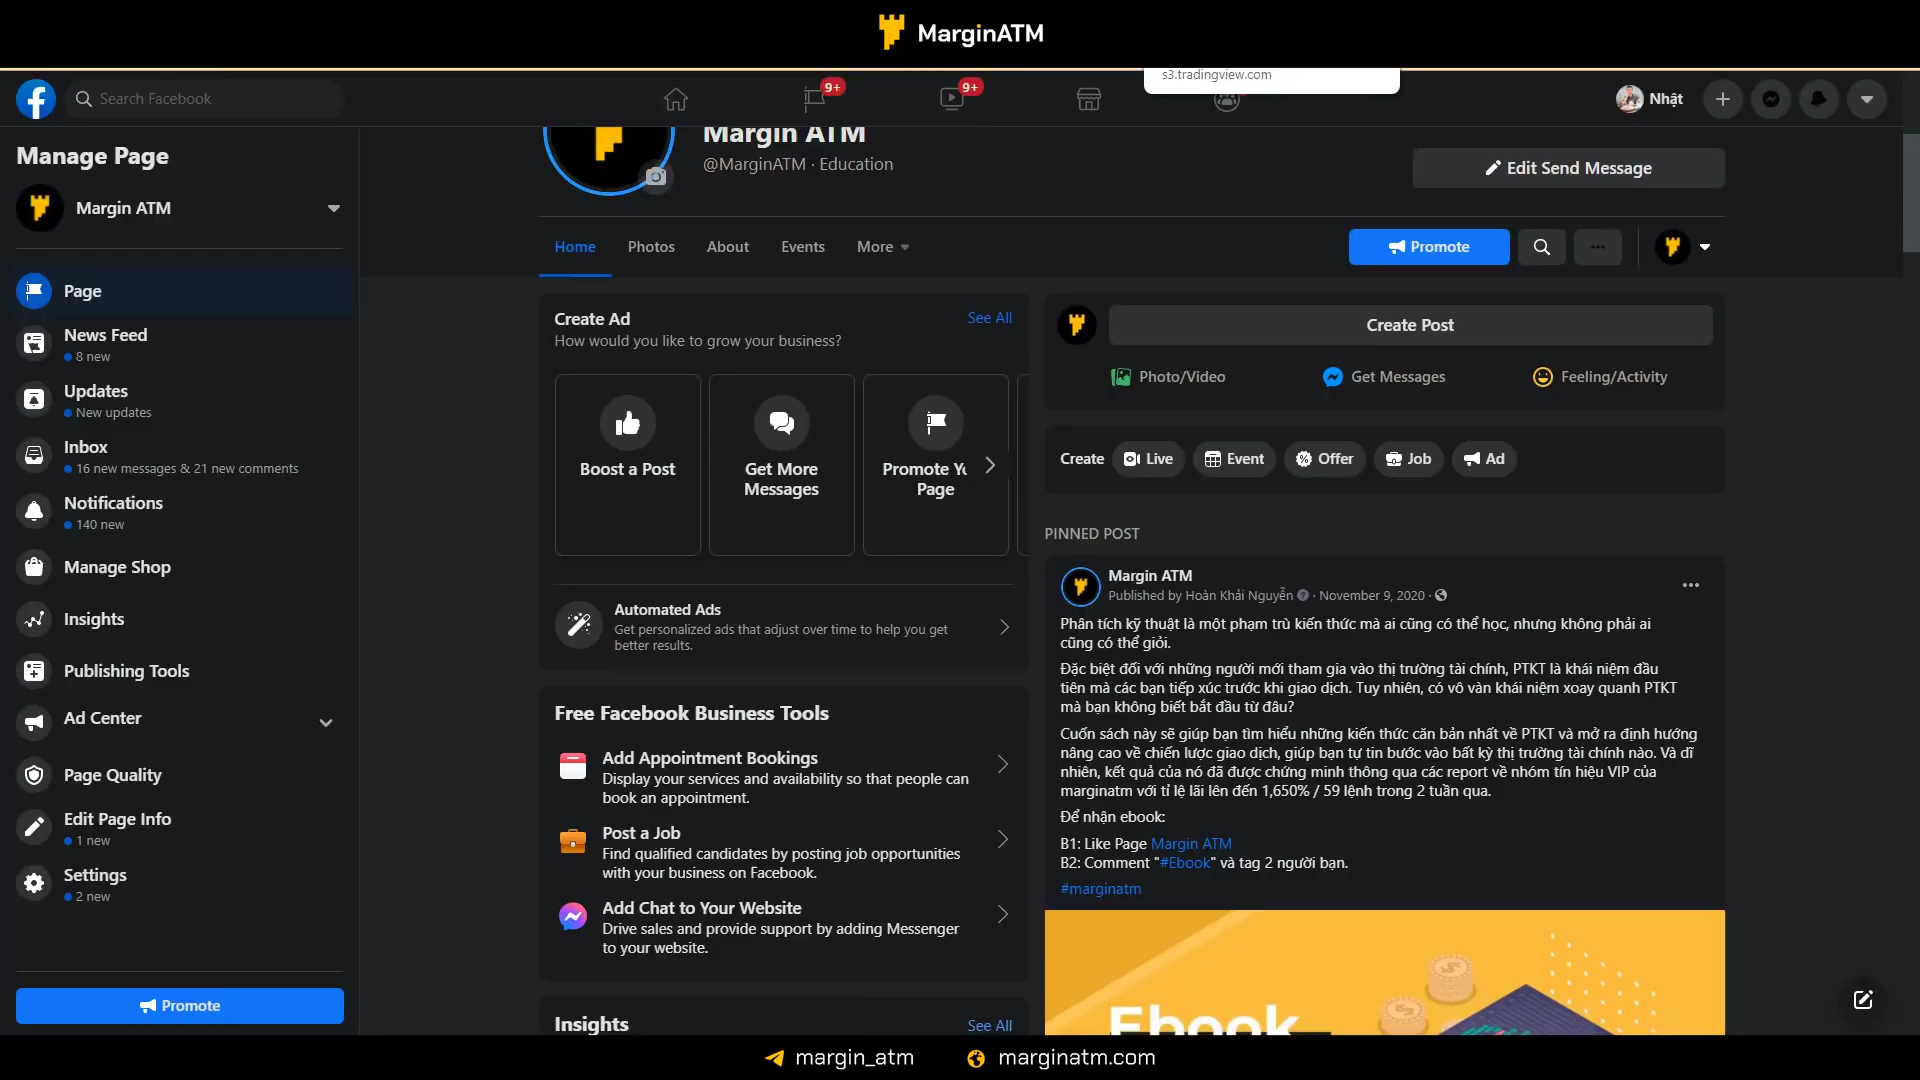 MarginATM
s3.tradingview.com
Search Facebook
9+
9+
Nhật
Manage Page
Margin ATM
Page
News Feed
8 new
Updates
New updates
Inbox
16 new messages & 21 new comments
Notifications
140 new
Manage Shop
Insights
Publishing Tools
Ad Center
Page Quality
Edit Page Info
1 new
Settings
2 new
Promote
Margin ATM
@MarginATM · Education
Edit Send Message
Home
Photos
About
Events
More
Promote
Create Ad
See All
How would you like to grow your business?
Boost a Post
Get More
Messages
Promote Yo
Page
Automated Ads
Get personalized ads that adjust over time to help you get
better results.
Free Facebook Business Tools
Add Appointment Bookings
Display your services and availability so that people can
book an appointment.
Post a Job
Find qualified candidates by posting job opportunities
with your business on Facebook.
Add Chat to Your Website
Drive sales and provide support by adding Messenger
to your website.
Insights
See All
Create Post
Photo/Video
Get Messages
Feeling/Activity
Create
Live
Event
Offer
Job
Ad
PINNED POST
Margin ATM
Published by Hoàn Khải Nguyễn · November 9, 2020 ·
Phân tích kỹ thuật là một phạm trù kiến thức mà ai cũng có thể học, nhưng không phải ai
cũng có thể giỏi.
Đặc biệt đối với những người mới tham gia vào thị trường tài chính, PTKT là khái niệm đầu
tiên mà các bạn tiếp xúc trước khi giao dịch. Tuy nhiên, có vô vàn khái niệm xoay quanh PTKT
mà bạn không biết bắt đầu từ đâu?
Cuốn sách này sẽ giúp bạn tìm hiểu những kiến thức căn bản nhất về PTKT và mở ra định hướng
nâng cao về chiến lược giao dịch, giúp bạn tự tin bước vào bất kỳ thị trường tài chính nào. Và dĩ
nhiên, kết quả của nó đã được chứng minh thông qua các report về nhóm tín hiệu VIP của
marginatm với tỉ lệ lãi lên đến 1,650% / 59 lệnh trong 2 tuần qua.
Để nhận ebook:
B1: Like Page Margin ATM
B2: Comment "#Ebook" và tag 2 người bạn.
#marginatm
Ebook
margin_atm
marginatm.com